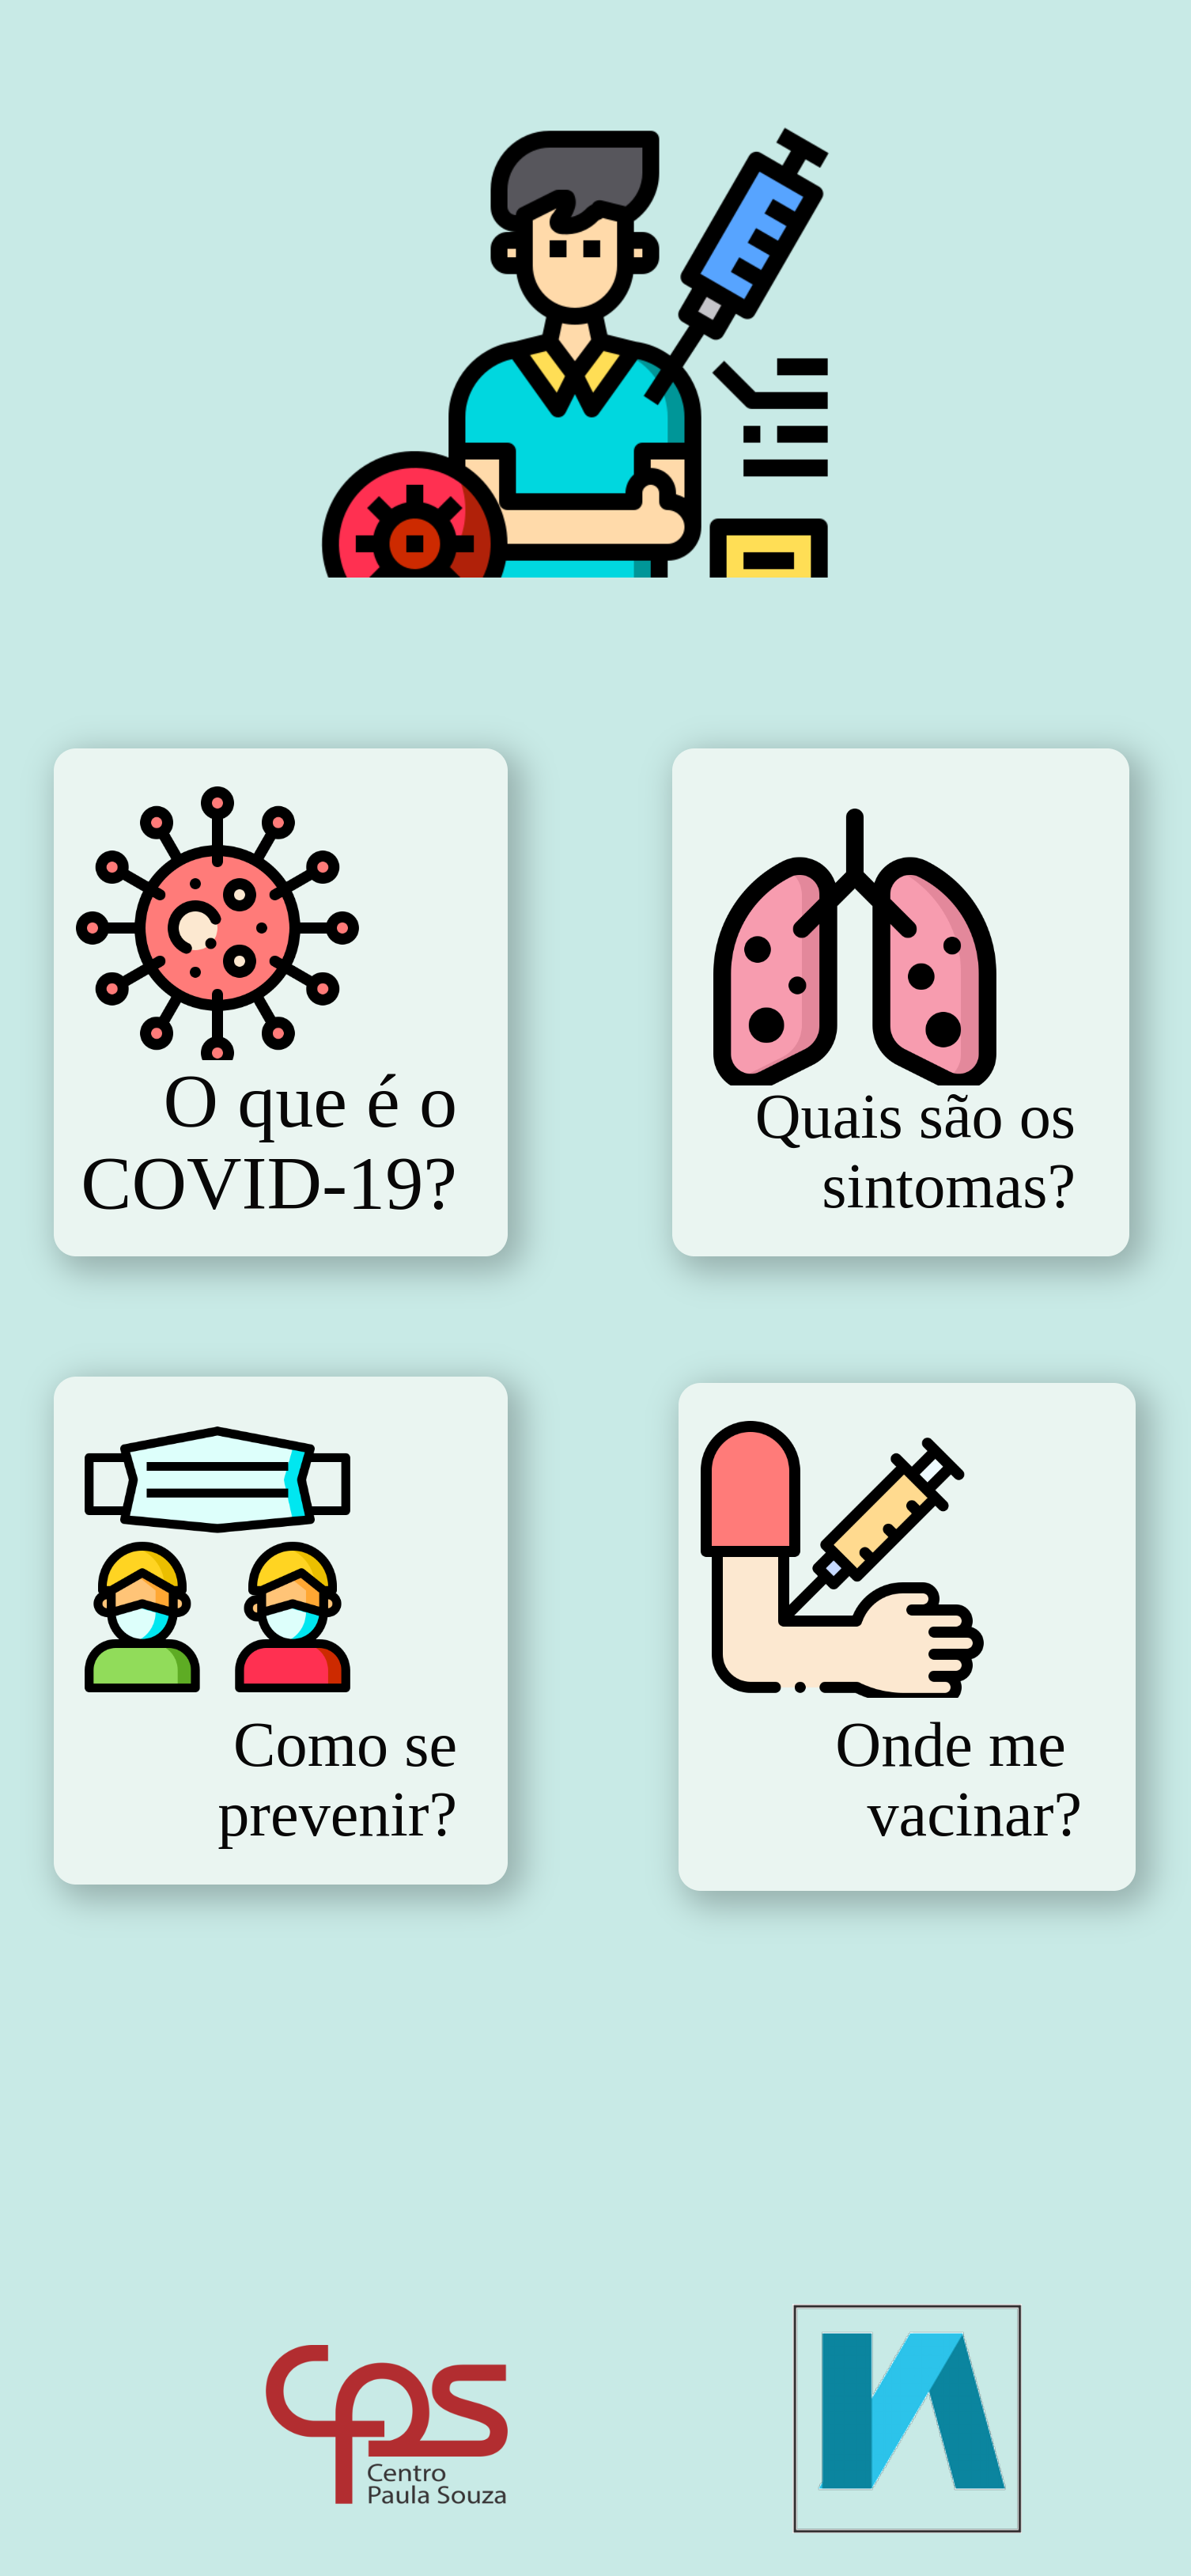 O que é o
COVID-19?
Quais são os
sintomas?
Como se
prevenir?
Onde me
vacinar?
cps
Centro
Paula Souza